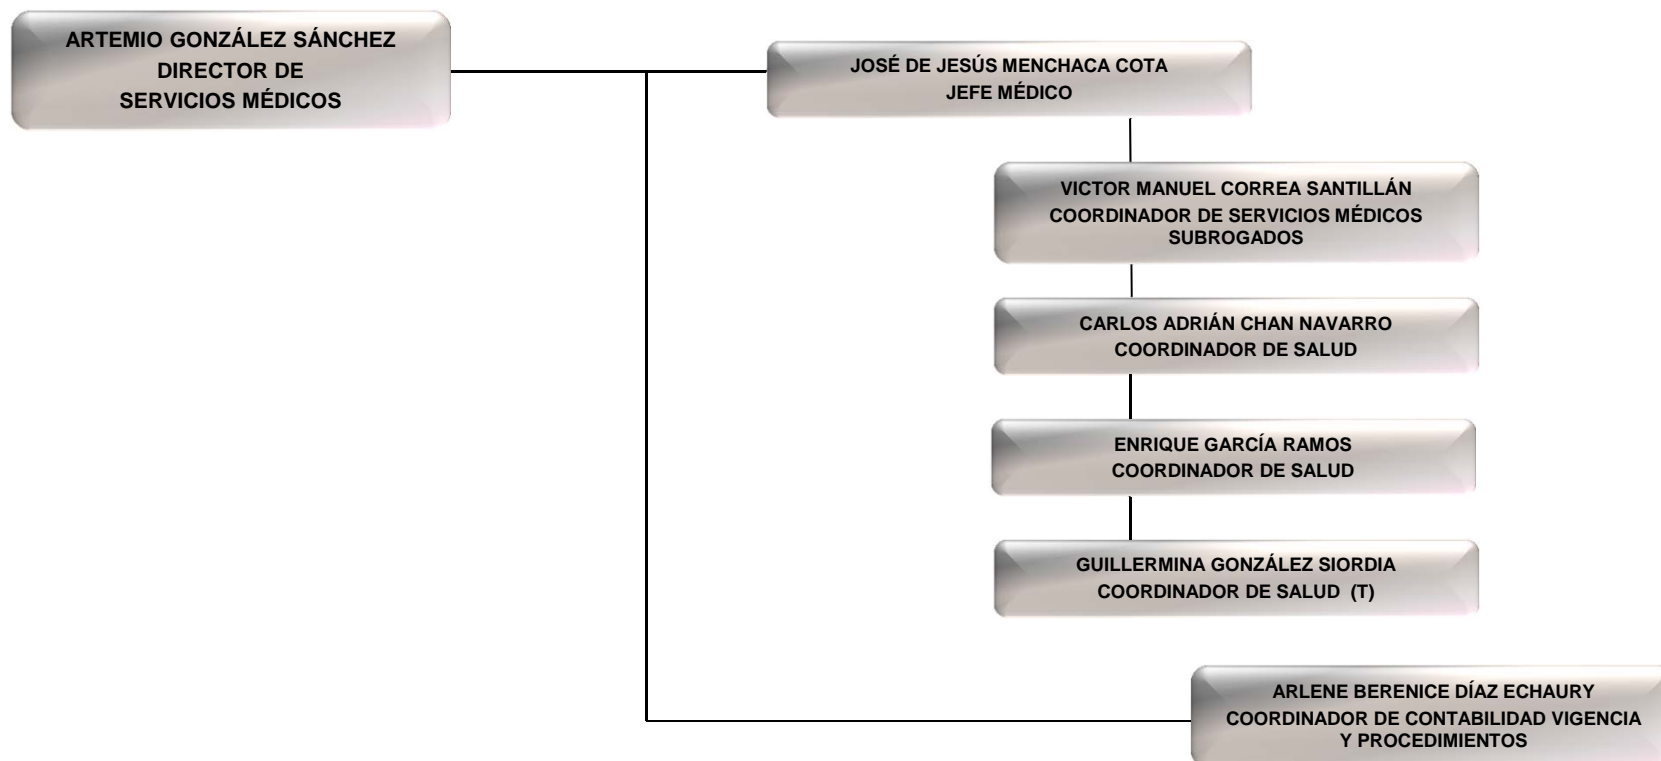 ARTEMIO GONZÁLEZ SÁNCHEZ
DIRECTOR DE
SERVICIOS MÉDICOS
JOSÉ DE JESÚS MENCHACA COTA
JEFE MÉDICO
VICTOR MANUEL CORREA SANTILLÁN
COORDINADOR DE SERVICIOS MÉDICOS
SUBROGADOS
CARLOS ADRIÁN CHAN NAVARRO
COORDINADOR DE SALUD
ENRIQUE GARCÍA RAMOS
COORDINADOR DE SALUD
GUILLERMINA GONZÁLEZ SIORDIA
COORDINADOR DE SALUD (T)
ARLENE BERENICE DÍAZ ECHAURY
COORDINADOR DE CONTABILIDAD VIGENCIA
Y PROCEDIMIENTOS